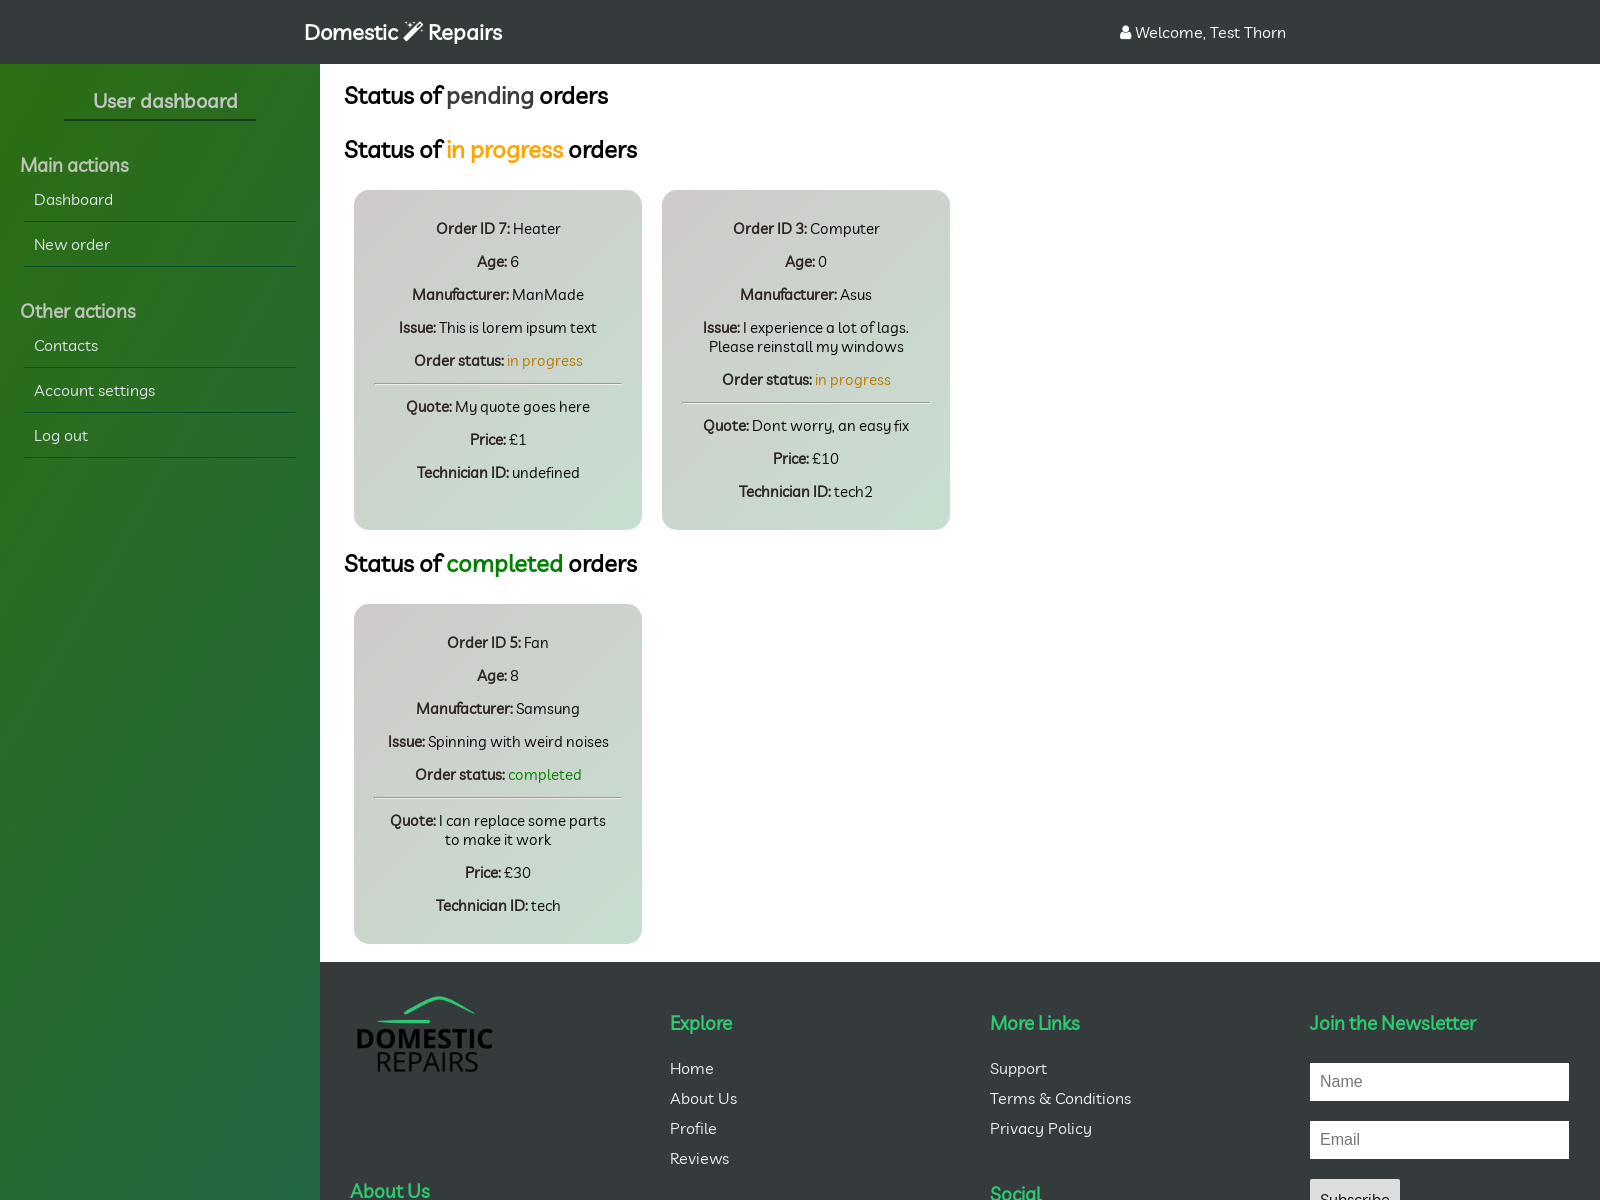 Domestic Repairs
Welcome, Test Thorn
User dashboard
Main actions
Dashboard
New order
Other actions
Contacts
Account settings
Log out
Status of pending orders
Status of in progress orders
Order ID 7: Heater
Age: 6
Manufacturer: ManMade
Issue: This is lorem ipsum text
Order status: in progress
Quote: My quote goes here
Price: £1
Technician ID: undefined
Order ID 3: Computer
Age: 0
Manufacturer: Asus
Issue: I experience a lot of lags.
Please reinstall my windows
Order status: in progress
Quote: Dont worry, an easy fix
Price: £10
Technician ID: tech2
Status of completed orders
Order ID 5: Fan
Age: 8
Manufacturer: Samsung
Issue: Spinning with weird noises
Order status: completed
Quote: I can replace some parts
to make it work
Price: £30
Technician ID: tech
DOMESTIC
REPAIRS
About Us
Explore
Home
About Us
Profile
Reviews
More Links
Support
Terms & Conditions
Privacy Policy
Social
Join the Newsletter
Name
Email
Subscribe